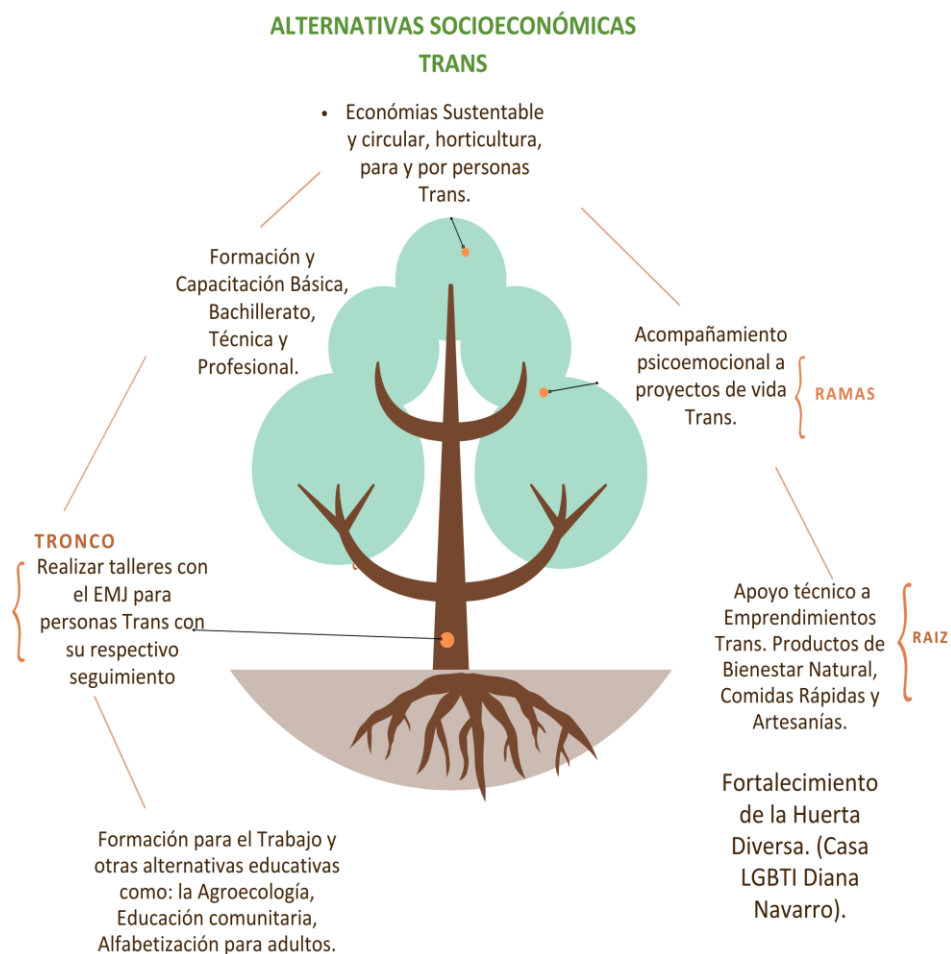 ALTERNATIVAS SOCIOECONÓMICAS
TRANS
• Económias Sustentable
y circular, horticultura,
para y por personas
Trans.
Formación y
Capacitación Básica,
Bachillerato,
Técnica y
Profesional.
Acompañamiento
psicoemocional a
proyectos de vida
Trans.
RAMAS
TRONCO
Realizar talleres con
el EMJ para
personas Trans con
su respectivo
seguimiento
Apoyo técnico a
Emprendimientos
Trans. Productos de
Bienestar Natural,
Comidas Rápidas y
Artesanías.
RAIZ
Fortalecimiento
de la Huerta
Diversa. (Casa
LGBTI Diana
Navarro).
Formación para el Trabajo y
otras alternativas educativas
como: la Agroecología,
Educación comunitaria,
Alfabetización para adultos.